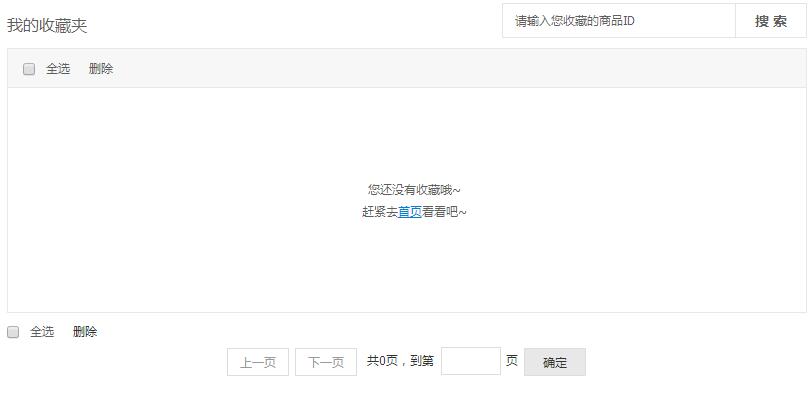 我的收藏夹
请输入您收藏的商品ID
搜 索
全选 删除
您还没有收藏哦~
赶紧去首页看看吧~
全选 删除
上一页 下一页 共0页，到第 页 确定